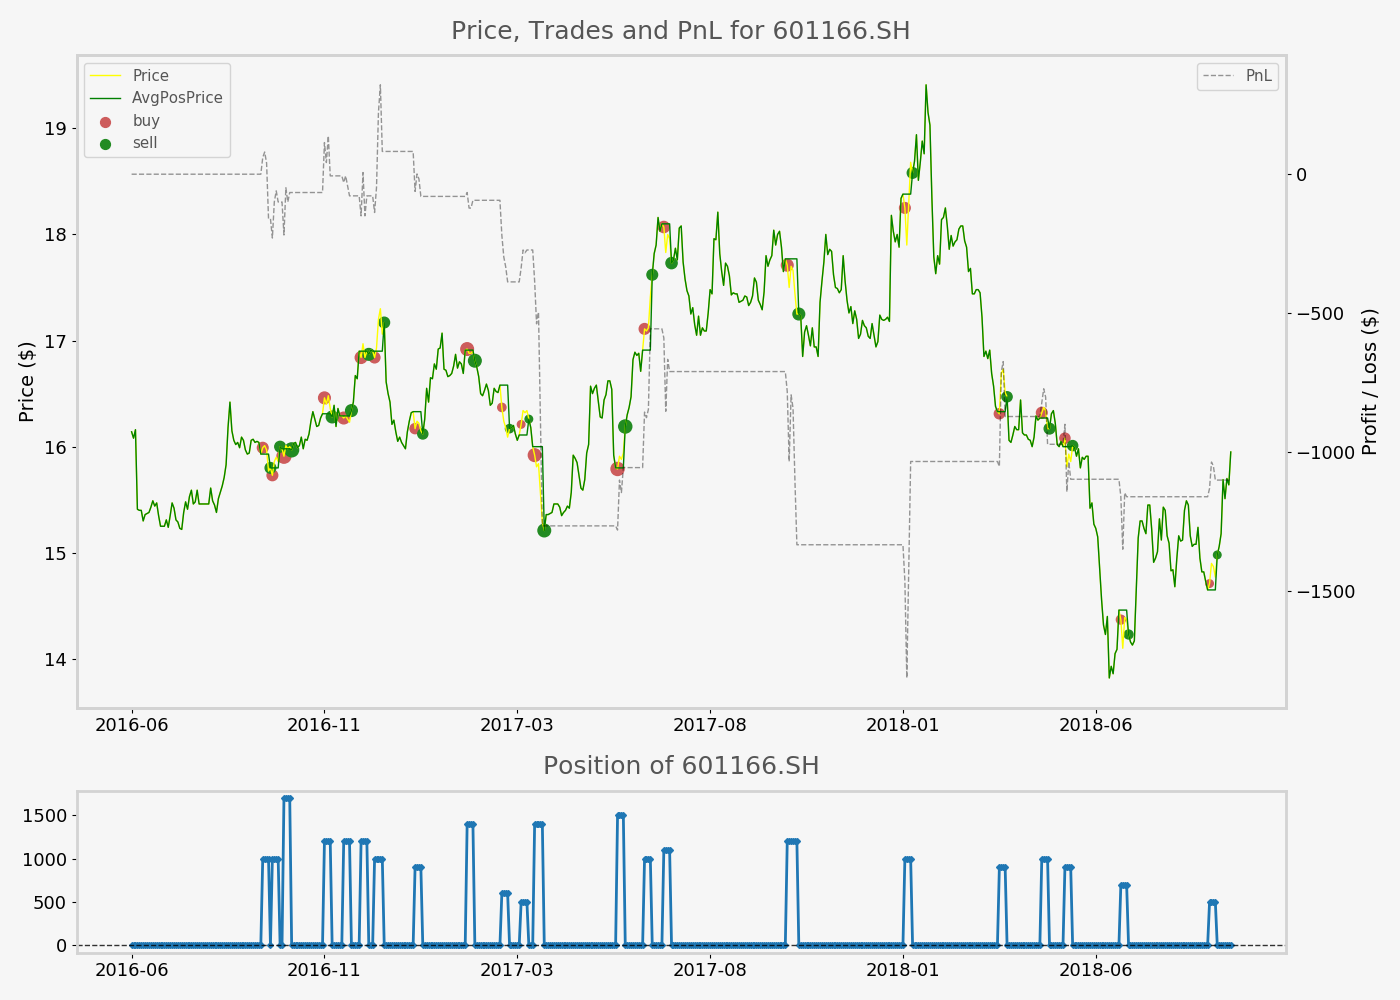 Price, Trades and PnL for 601166.SH
Price
AvgPosPrice
buy
sell
PnL
Price ($)
19
18
17
16
15
14
0
−500
−1000
−1500
Profit / Loss ($)
2016-06 2016-11 2017-03 2017-08 2018-01 2018-06
Position of 601166.SH
1500
1000
500
0
2016-06 2016-11 2017-03 2017-08 2018-01 2018-06